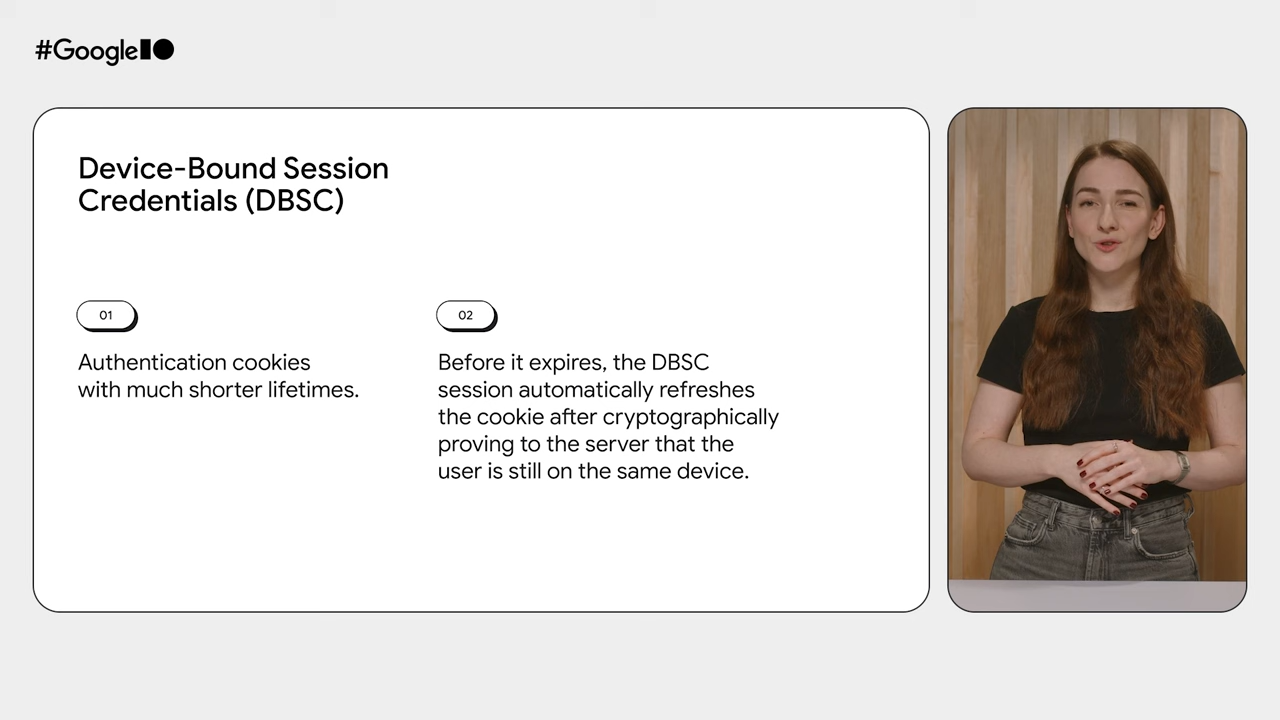 #GoogleIO
Device-Bound Session
Credentials (DBSC)
01
Authentication cookies
with much shorter lifetimes.
02
Before it expires, the DBSC
session automatically refreshes
the cookie after cryptographically
proving to the server that the
user is still on the same device.